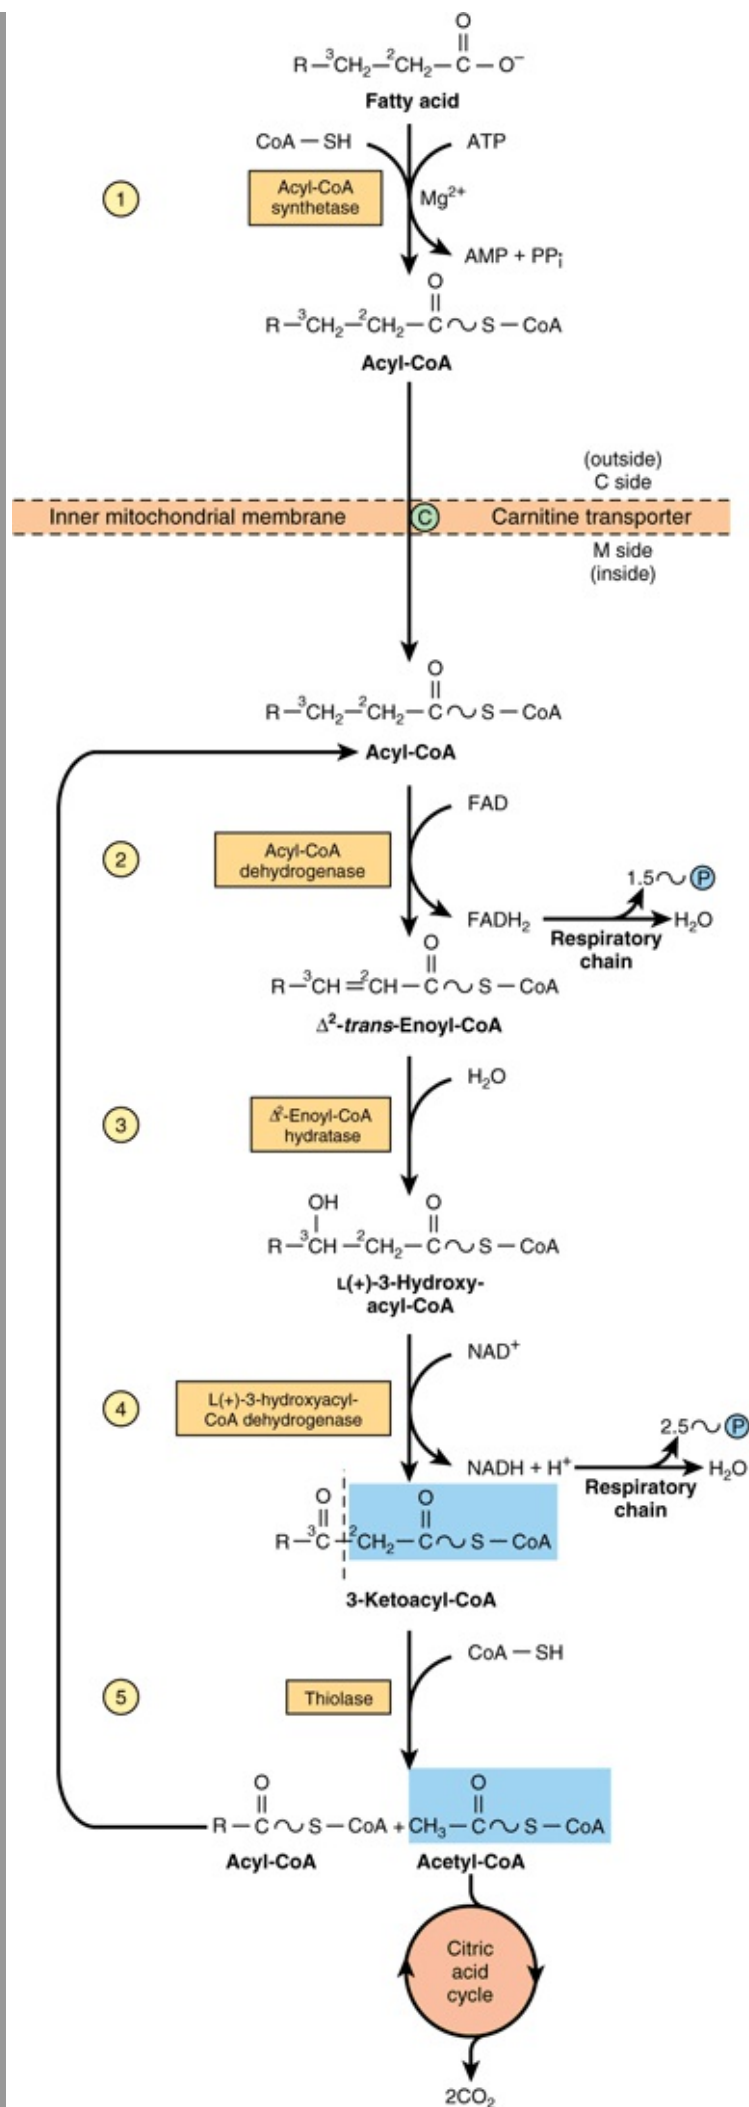 O
R—³CH₂—²CH₂—C—O⁻
Fatty acid
CoA—SH
ATP
1
Acyl-CoA
synthetase
Mg²⁺
AMP + PPi
O
R—³CH₂—²CH₂—C~S—CoA
Acyl-CoA
(outside)
C side
Inner mitochondrial membrane C Carnitine transporter
M side
(inside)
O
R—³CH₂—²CH₂—C~S—CoA
Acyl-CoA
FAD
2
Acyl-CoA
dehydrogenase
1.5~P
FADH₂
H₂O
Respiratory
chain
O
R—³CH=²CH—C~S—CoA
Δ²-trans-Enoyl-CoA
H₂O
3
Δ²-Enoyl-CoA
hydratase
OH O
R—³CH—²CH₂—C~S—CoA
L(+)-3-Hydroxy-
acyl-CoA
NAD⁺
4
L(+)-3-hydroxyacyl-
CoA dehydrogenase
2.5~P
NADH + H⁺
H₂O
Respiratory
chain
O O
R—³C—²CH₂—C~S—CoA
3-Ketoacyl-CoA
CoA—SH
5
Thiolase
O O
R—C~S—CoA + CH₃—C~S—CoA
Acyl-CoA Acetyl-CoA
Citric
acid
cycle
2CO₂